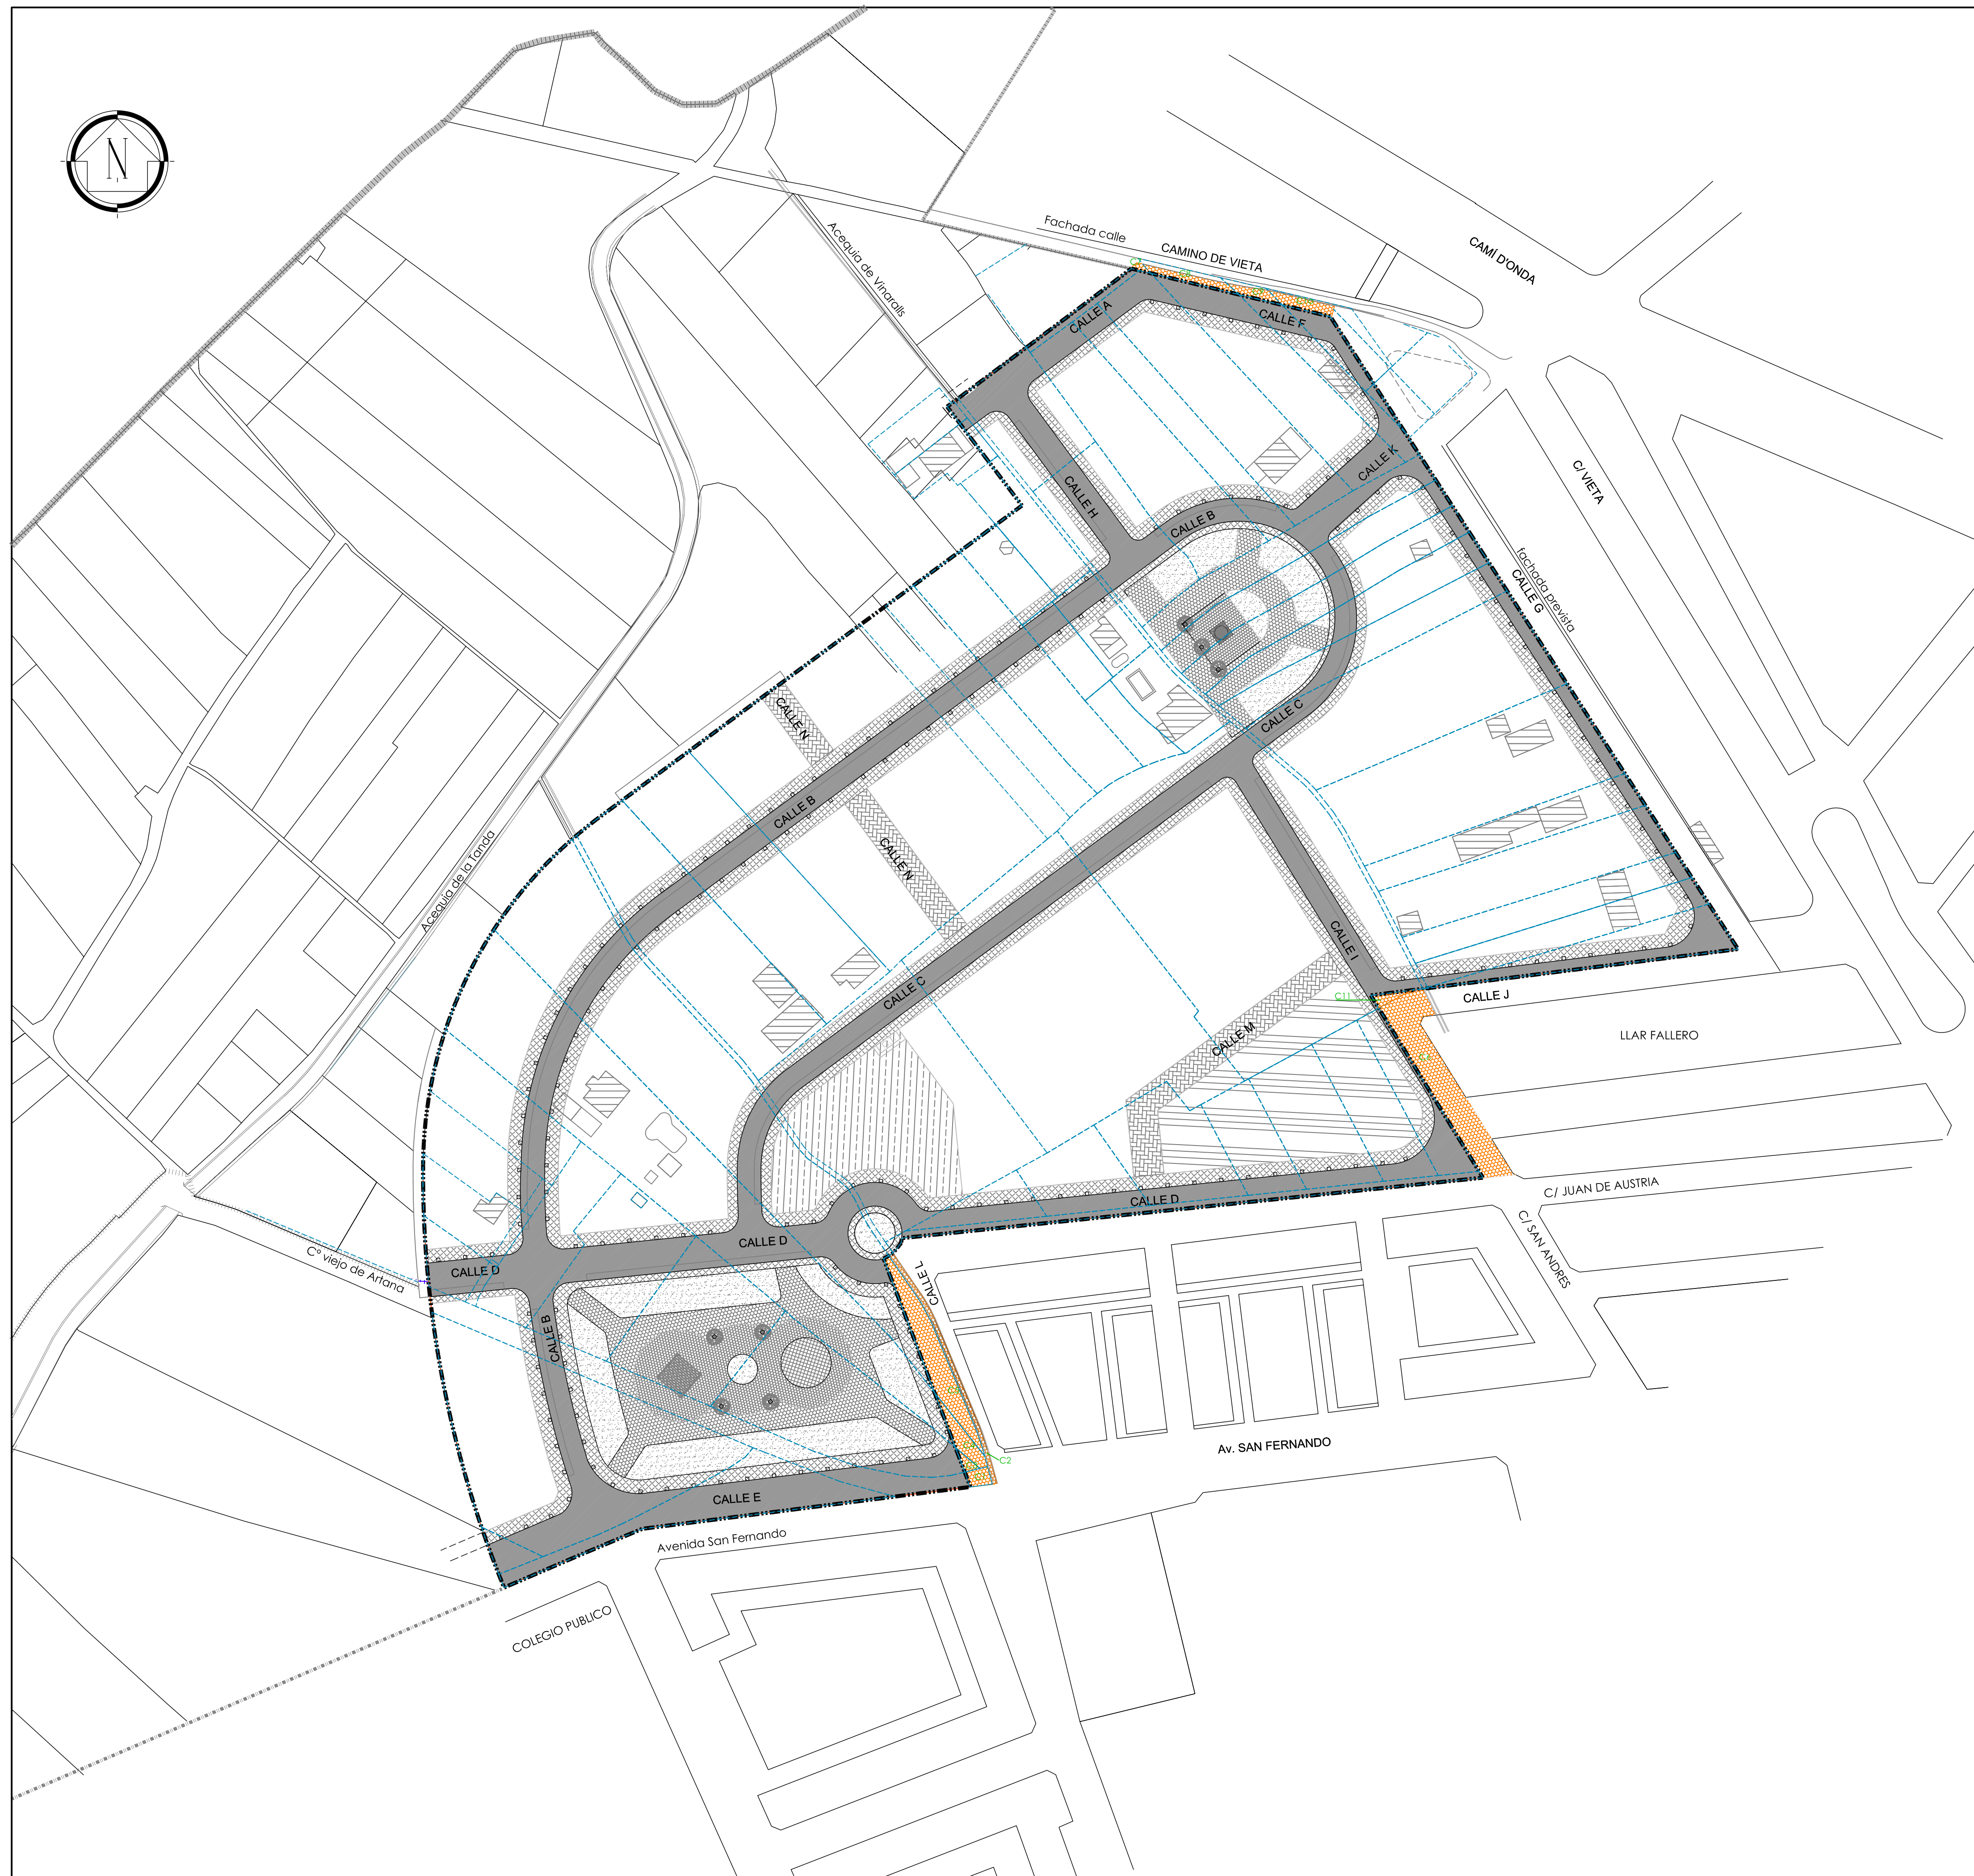 N
Fachada calle
CAMINO DE VIETA
CAMÍ D'ONDA
Acequia de Vinaralls
CALLE A
CALLE F
CALLE K
C/ VIETA
CALLE H
CALLE B
Fachada prevista
CALLE G
CALLE N
CALLE C
CALLE B
CALLE N
Acequia de la Tanda
CALLE I
CALLE C
C11
CALLE J
LLAR FALLERO
CALLE M
C/ JUAN DE AUSTRIA
CALLE D
C/ SAN ANDRES
CALLE D
CALLE D
Cº viejo de Artana
CALLE L
CALLE B
Av. SAN FERNANDO
C2
CALLE E
Avenida San Fernando
COLEGIO PUBLICO